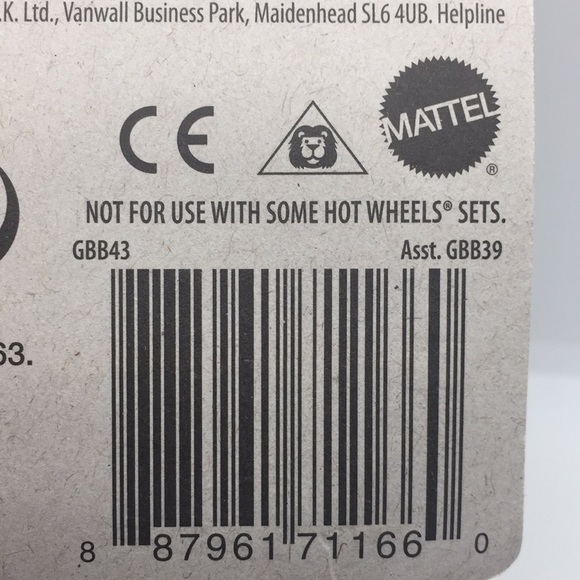 .K. Ltd., Vanwall Business Park, Maidenhead SL6 4UB. Helpline
CE
MATTEL
®
NOT FOR USE WITH SOME HOT WHEELS® SETS.
GBB43 Asst. GBB39
63.
8 87961 71166 0